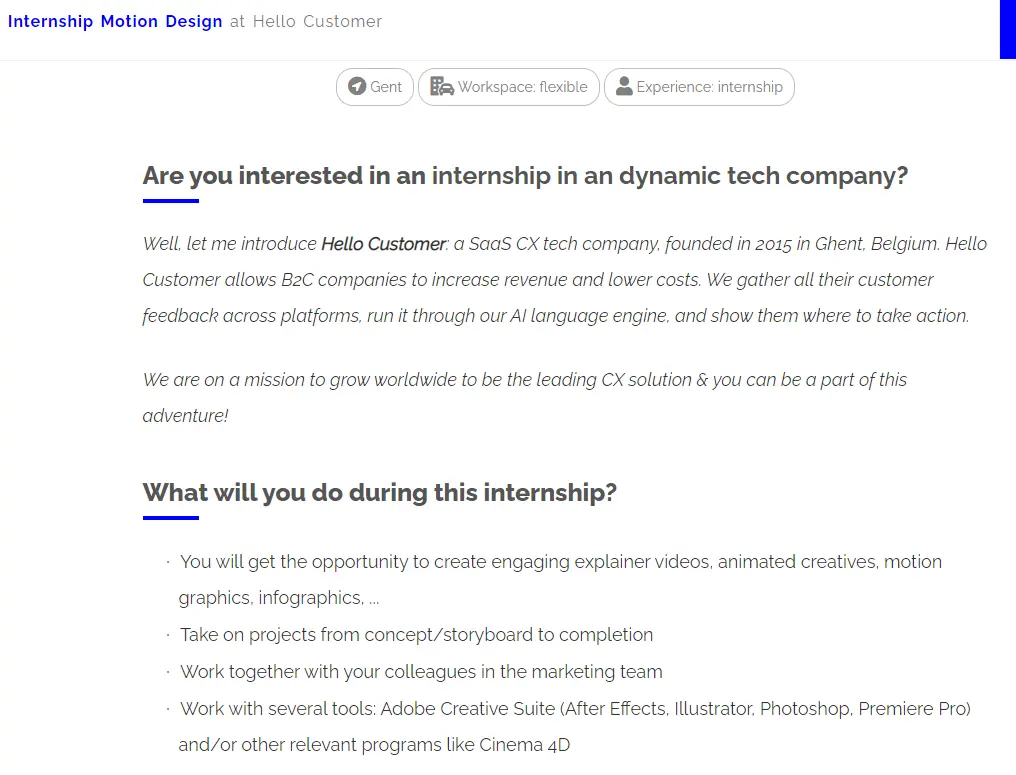 Internship Motion Design at Hello Customer
Gent Workspace: flexible Experience: internship
Are you interested in an internship in an dynamic tech company?
Well, let me introduce Hello Customer: a SaaS CX tech company, founded in 2015 in Ghent, Belgium. Hello
Customer allows B2C companies to increase revenue and lower costs. We gather all their customer
feedback across platforms, run it through our AI language engine, and show them where to take action.
We are on a mission to grow worldwide to be the leading CX solution & you can be a part of this
adventure!
What will you do during this internship?
· You will get the opportunity to create engaging explainer videos, animated creatives, motion
graphics, infographics, ...
· Take on projects from concept/storyboard to completion
· Work together with your colleagues in the marketing team
· Work with several tools: Adobe Creative Suite (After Effects, Illustrator, Photoshop, Premiere Pro)
and/or other relevant programs like Cinema 4D